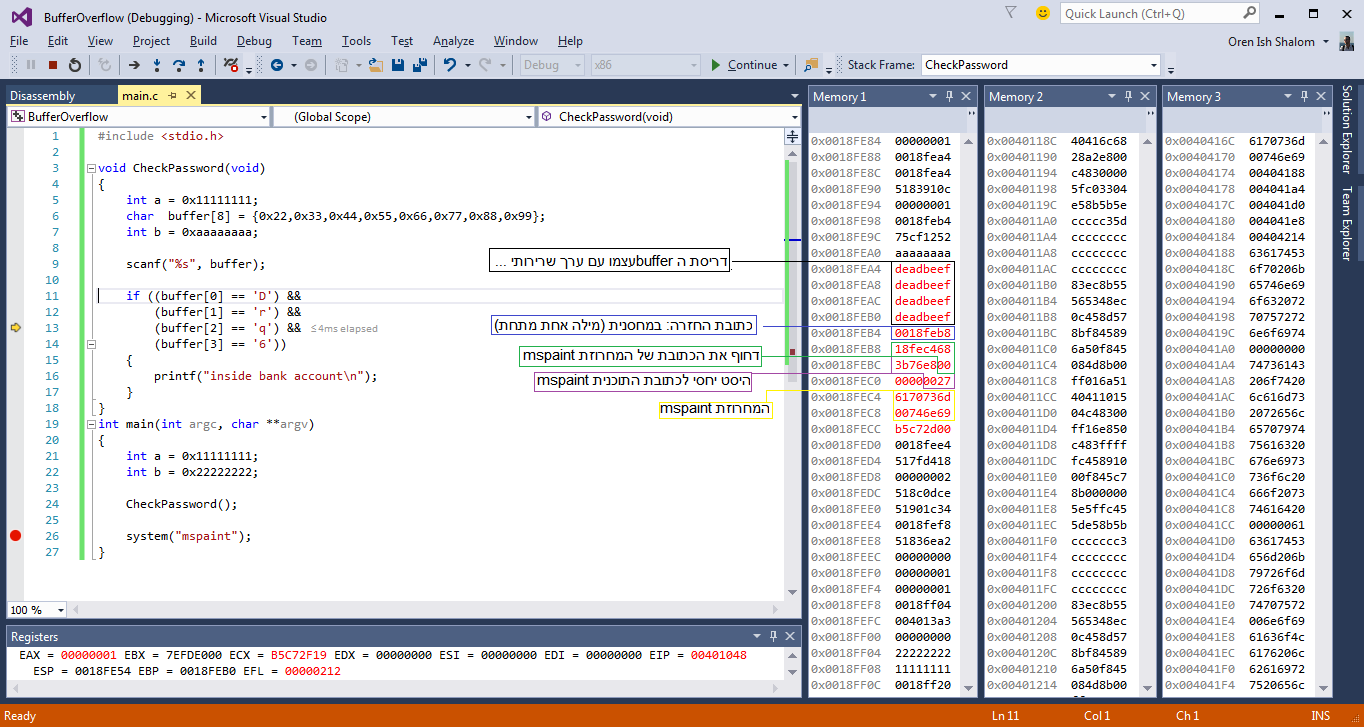 BufferOverflow (Debugging) - Microsoft Visual Studio
Quick Launch (Ctrl+Q)
File Edit View Project Build Debug Team Tools Test Analyze Window Help
Oren Ish Shalom
Debug x86 Continue Stack Frame: CheckPassword
Disassembly main.c
BufferOverflow (Global Scope) CheckPassword(void)
1 #include <stdio.h>
2
3 void CheckPassword(void)
4 {
5 int a = 0x11111111;
6 char buffer[8] = {0x22,0x33,0x44,0x55,0x66,0x77,0x88,0x99};
7 int b = 0xaaaaaaaa;
8
9 scanf("%s", buffer);
10
11 if ((buffer[0] == 'D') &&
12 (buffer[1] == 'r') &&
13 (buffer[2] == 'q') && ≤4ms elapsed
14 (buffer[3] == '6'))
15 {
16 printf("inside bank account\n");
17 }
18 }
19 int main(int argc, char **argv)
20 {
21 int a = 0x11111111;
22 int b = 0x22222222;
23
24 CheckPassword();
25
26 system("mspaint");
27 }
דריסת ה bufferעצמו עם ערך שרירותי ...
כתובת החזרה: במחסנית (מילה אחת מתחת)
דחוף את הכתובת של המחרוזת mspaint
היסט יחסי לכתובת התוכנית mspaint
המחרוזת mspaint
100 %
Registers
EAX = 00000001 EBX = 7EFDE000 ECX = B5C72F19 EDX = 00000000 ESI = 00000000 EDI = 00000000 EIP = 00401048
ESP = 0018FE54 EBP = 0018FEB0 EFL = 00000212
Memory 1
0x0018FE84 00000001
0x0018FE88 0018fea4
0x0018FE8C 0018fea4
0x0018FE90 5183910c
0x0018FE94 00000001
0x0018FE98 0018feb4
0x0018FE9C 75cf1252
0x0018FEA0 aaaaaaaa
0x0018FEA4 deadbeef
0x0018FEA8 deadbeef
0x0018FEAC deadbeef
0x0018FEB0 deadbeef
0x0018FEB4 0018feb8
0x0018FEB8 18fec468
0x0018FEBC 3b76e800
0x0018FEC0 00000027
0x0018FEC4 6170736d
0x0018FEC8 00746e69
0x0018FECC b5c72d00
0x0018FED0 0018fee4
0x0018FED4 517fd418
0x0018FED8 00000002
0x0018FEDC 518c0dce
0x0018FEE0 51901c34
0x0018FEE4 0018fef8
0x0018FEE8 51836ea2
0x0018FEEC 00000000
0x0018FEF0 00000001
0x0018FEF4 00000001
0x0018FEF8 0018ff04
0x0018FEFC 004013a3
0x0018FF00 00000000
0x0018FF04 22222222
0x0018FF08 11111111
0x0018FF0C 0018ff20
Memory 2
0x0040118C 40416c68
0x00401190 28a2e800
0x00401194 c4830000
0x00401198 5fc03304
0x0040119C e58b5b5e
0x004011A0 ccccc35d
0x004011A4 cccccccc
0x004011A8 cccccccc
0x004011AC cccccccc
0x004011B0 83ec8b55
0x004011B4 565348ec
0x004011B8 0c458d57
0x004011BC 8bf84589
0x004011C0 6a50f845
0x004011C4 084d8b00
0x004011C8 ff016a51
0x004011CC 40411015
0x004011D0 04c48300
0x004011D4 ff16e850
0x004011D8 c483ffff
0x004011DC fc458910
0x004011E0 00f845c7
0x004011E4 8b000000
0x004011E8 5e5ffc45
0x004011EC 5de58b5b
0x004011F0 ccccccc3
0x004011F4 cccccccc
0x004011F8 cccccccc
0x004011FC cccccccc
0x00401200 83ec8b55
0x00401204 565348ec
0x00401208 0c458d57
0x0040120C 8bf84589
0x00401210 6a50f845
0x00401214 084d8b00
Memory 3
0x0040416C 6170736d
0x00404170 00746e69
0x00404174 00404188
0x00404178 004041a4
0x0040417C 004041d0
0x00404180 004041e8
0x00404184 00404214
0x00404188 63617453
0x0040418C 6f70206b
0x00404190 65746e69
0x00404194 6f632072
0x00404198 70757272
0x0040419C 6e6f6974
0x004041A0 00000000
0x004041A4 74736143
0x004041A8 206f7420
0x004041AC 6c616d73
0x004041B0 2072656c
0x004041B4 65707974
0x004041B8 75616320
0x004041BC 676e6973
0x004041C0 736f6c20
0x004041C4 666f2073
0x004041C8 74616420
0x004041CC 00000061
0x004041D0 63617453
0x004041D4 656d206b
0x004041D8 79726f6d
0x004041DC 726f6320
0x004041E0 74707572
0x004041E4 006e6f69
0x004041E8 61636f4c
0x004041EC 6176206c
0x004041F0 62616972
0x004041F4 7520656c
Solution Explorer
Team Explorer
Ready Ln 11 Col 1 Ch 1 INS